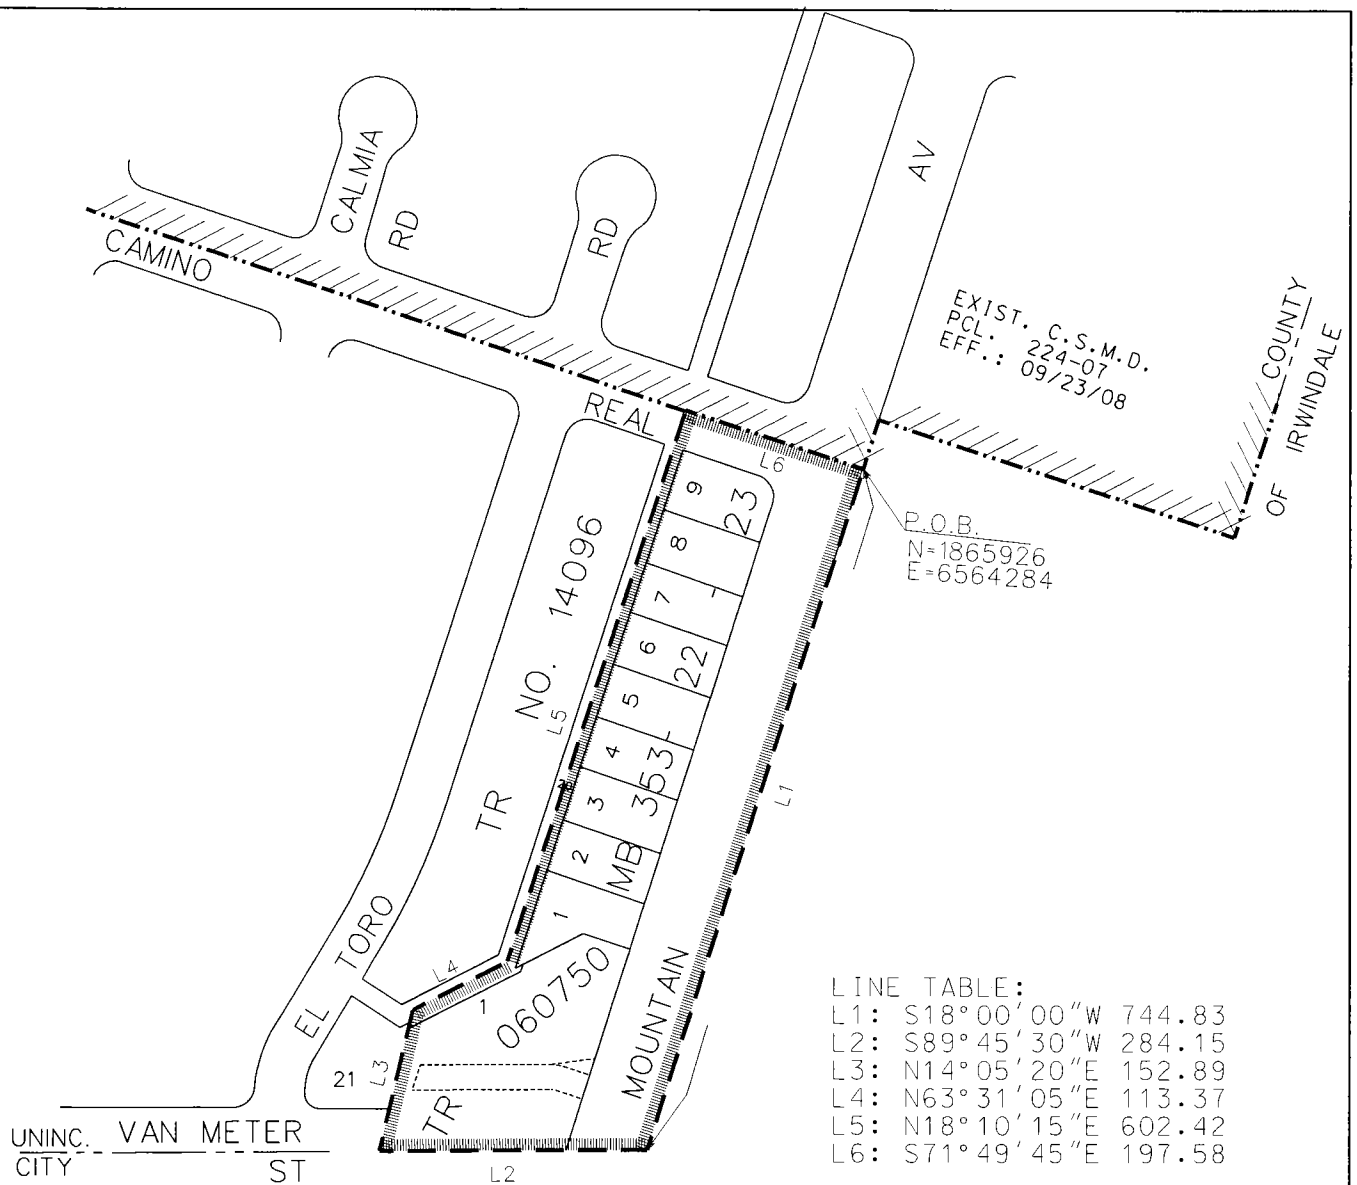 CALMIA
RD
RD
AV
CAMINO
REAL
EXIST. C.S.M.D.
PCL. 224-07
EFF.: 09/23/08
COUNTY
OF IRWINDALE
L6
P.O.B.
N=1865926
E=6564284
9
8
7
6
5
4
3
2
1
MB 353-22-23
TR NO. 14096
L5
L1
EL TORO
L4
1
L3
21
TR 060750
MOUNTAIN
UNINC. VAN METER
CITY ST
L2
LINE TABLE:
L1: S18°00'00"W 744.83
L2: S89°45'30"W 284.15
L3: N14°05'20"E 152.89
L4: N63°31'05"E 113.37
L5: N18°10'15"E 602.42
L6: S71°49'45"E 197.58